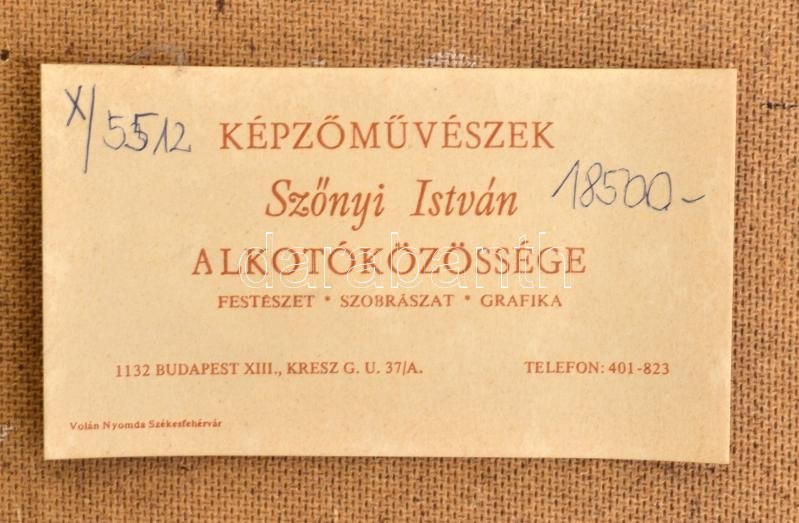 X/5512
KÉPZŐMŰVÉSZEK
Szőnyi István
18500-
ALKOTÓKÖZÖSSÉGE
darabanth
FESTÉSZET * SZOBRÁSZAT * GRAFIKA
1132 BUDAPEST XIII., KRESZ G. U. 37/A.
TELEFON: 401-823
Volán Nyomda Székesfehérvár